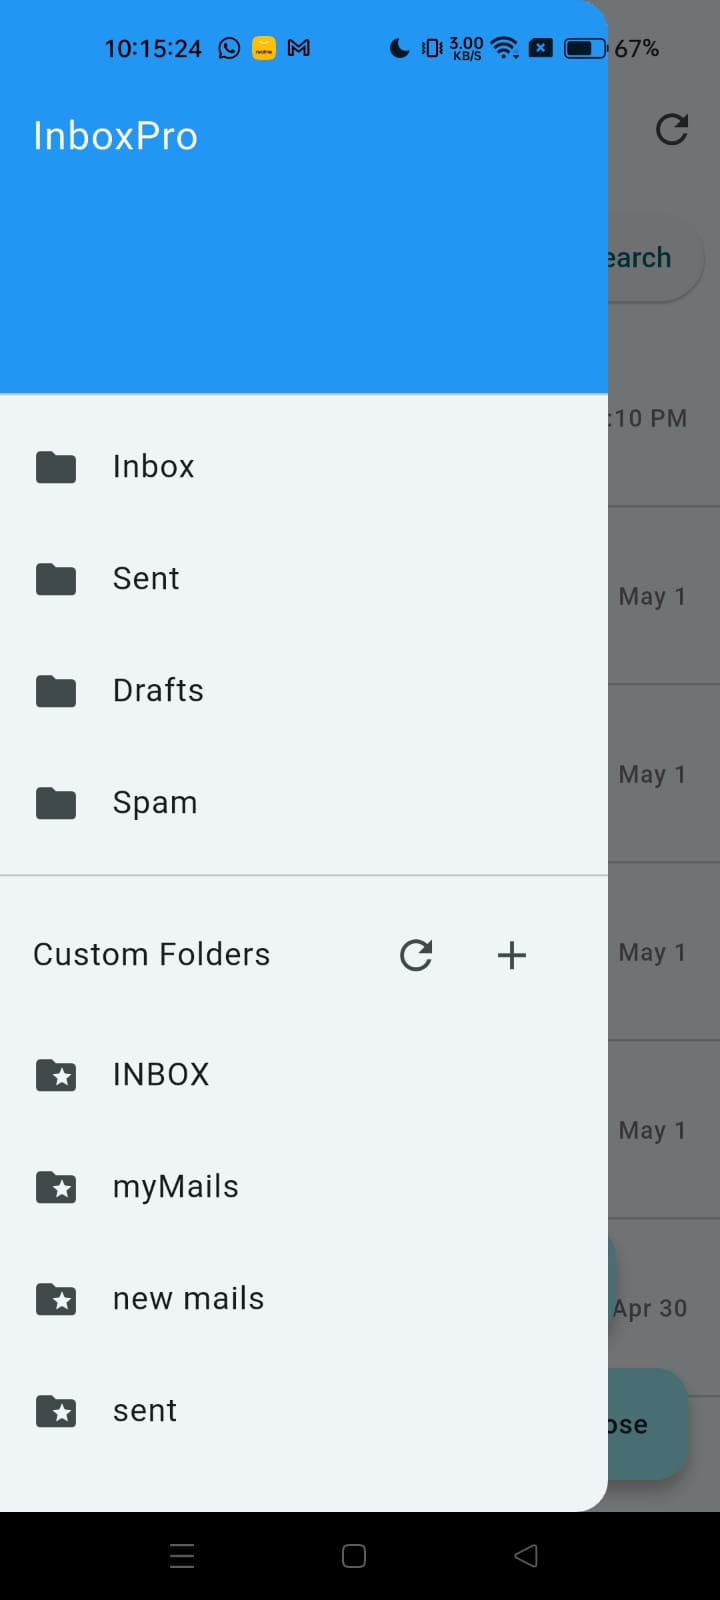 10:15:24 3.00 KB/S 67%
InboxPro
earch
:10 PM
Inbox
Sent
May 1
Drafts
May 1
Spam
Custom Folders
May 1
INBOX
May 1
myMails
new mails
Apr 30
sent
ose